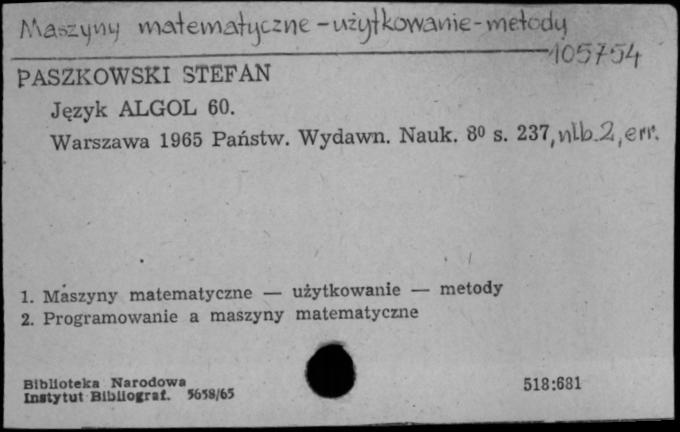 Maszyny matematyczne - użytkowanie - metody
105754
PASZKOWSKI STEFAN
Język ALGOL 60.
Warszawa 1965 Państw. Wydawn. Nauk. 8⁰ s. 237, nlb. 2, err.
1. Maszyny matematyczne — użytkowanie — metody
2. Programowanie a maszyny matematyczne
Biblioteka Narodowa
Instytut Bibliograf. 5658/65
518:681